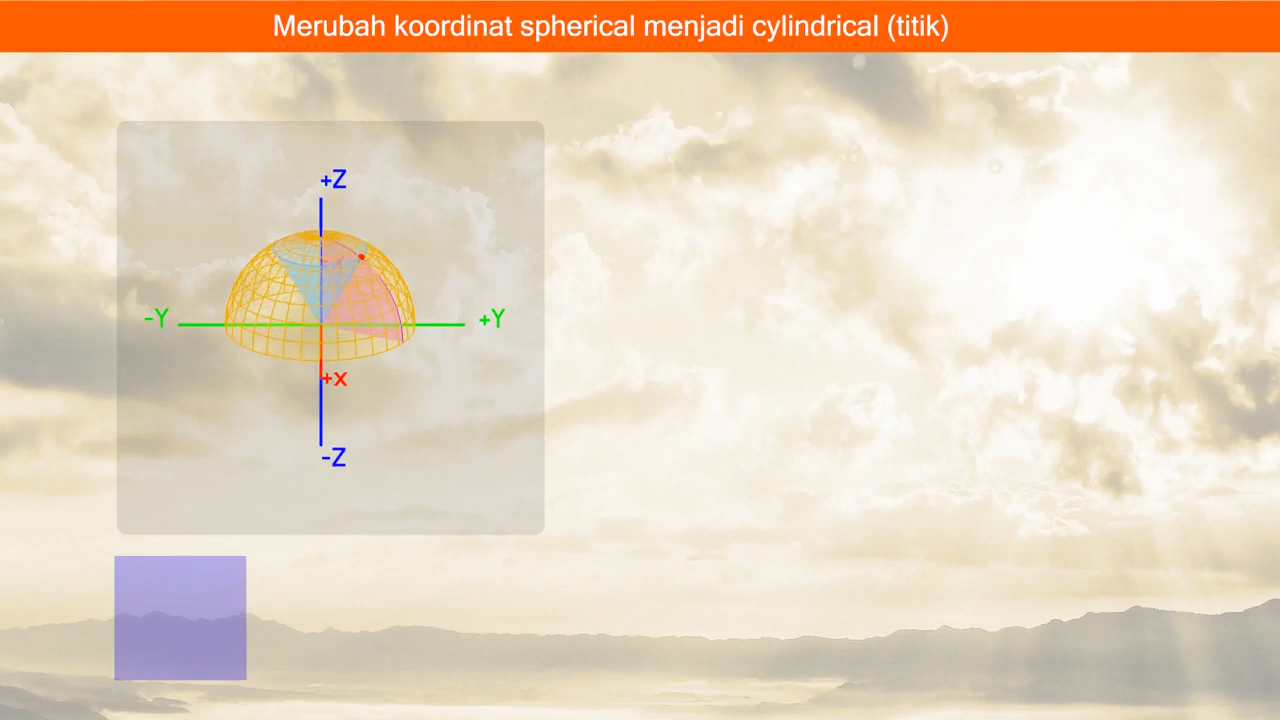 Merubah koordinat spherical menjadi cylindrical (titik)
+Z
-Y
+Y
+X
-Z